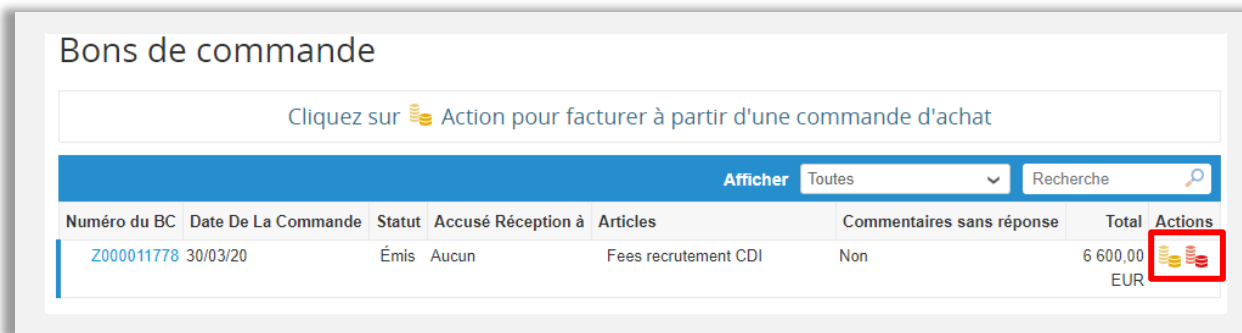 Bons de commande
Cliquez sur Action pour facturer à partir d'une commande d'achat
Afficher Toutes Recherche
Numéro du BC Date De La Commande Statut Accusé Réception à Articles Commentaires sans réponse Total Actions
Z000011778 30/03/20 Émis Aucun Fees recrutement CDI Non 6 600,00
EUR